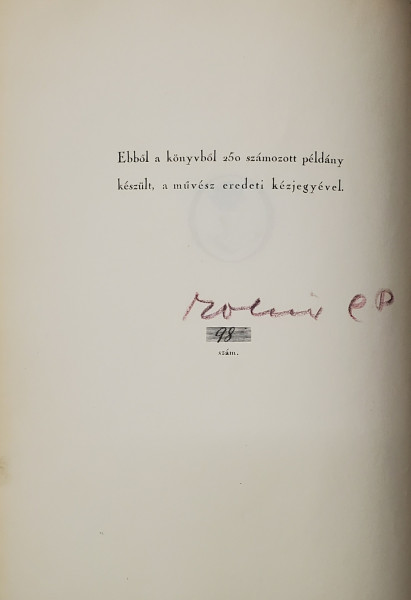 Ebből a könyvből 250 számozott példány
készült, a művész eredeti kézjegyével.
98
szám.